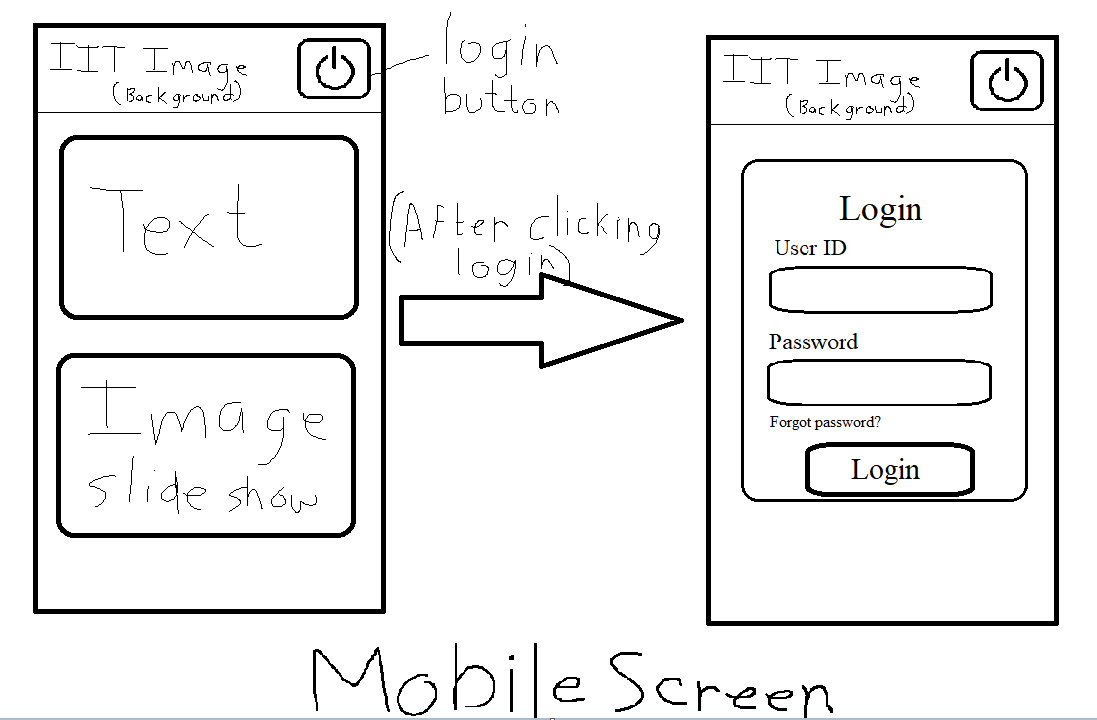 IIT Image
(Background)
login
button
Text
Image
slide show
(After clicking
login)
IIT Image
(Background)
Login
User ID
Password
Forgot password?
Login
Mobile Screen